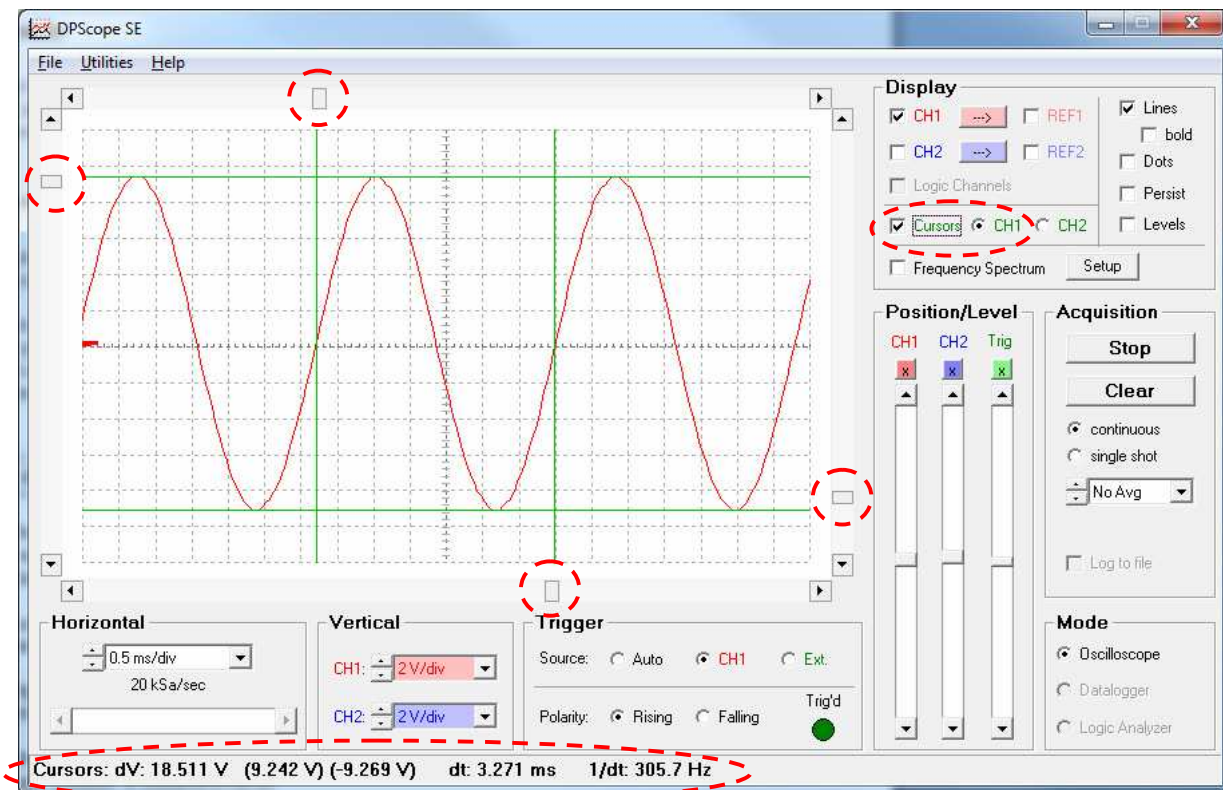 DPScope SE
File Utilities Help
Display
CH1 ---> REF1
CH2 ---> REF2
Logic Channels
Cursors CH1 CH2
Frequency Spectrum Setup
Lines
bold
Dots
Persist
Levels
Position/Level
CH1 CH2 Trig
x x x
Acquisition
Stop
Clear
continuous
single shot
No Avg
Log to file
Horizontal
0.5 ms/div
20 kSa/sec
Vertical
CH1: 2 V/div
CH2: 2 V/div
Trigger
Source: Auto CH1 Ext.
Polarity: Rising Falling
Trig'd
Mode
Oscilloscope
Datalogger
Logic Analyzer
Cursors: dV: 18.511 V (9.242 V) (-9.269 V) dt: 3.271 ms 1/dt: 305.7 Hz